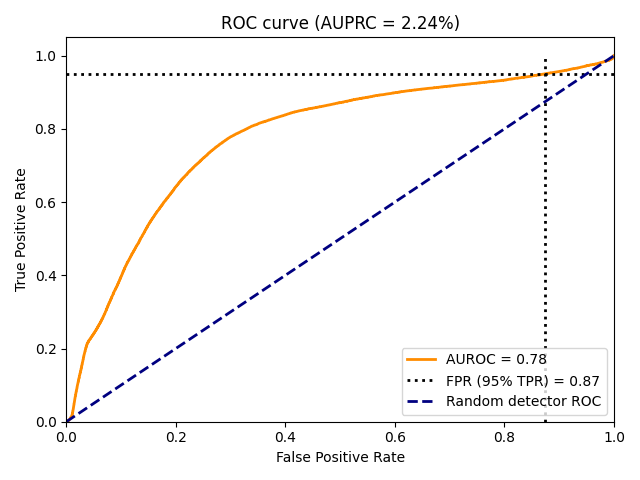 ROC curve (AUPRC = 2.24%)
1.0
0.8
0.6
0.4
0.2
0.0
True Positive Rate
AUROC = 0.78
FPR (95% TPR) = 0.87
Random detector ROC
0.0 0.2 0.4 0.6 0.8 1.0
False Positive Rate